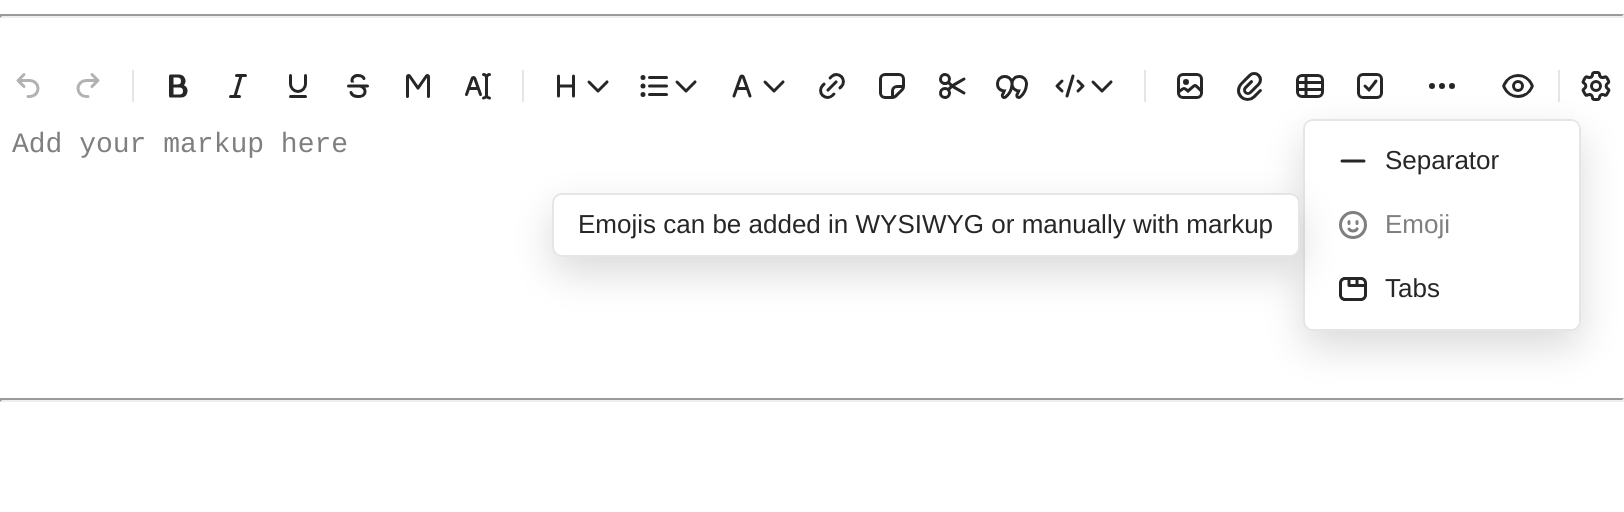 Add your markup here
Separator
Emojis can be added in WYSIWYG or manually with markup
Emoji
Tabs